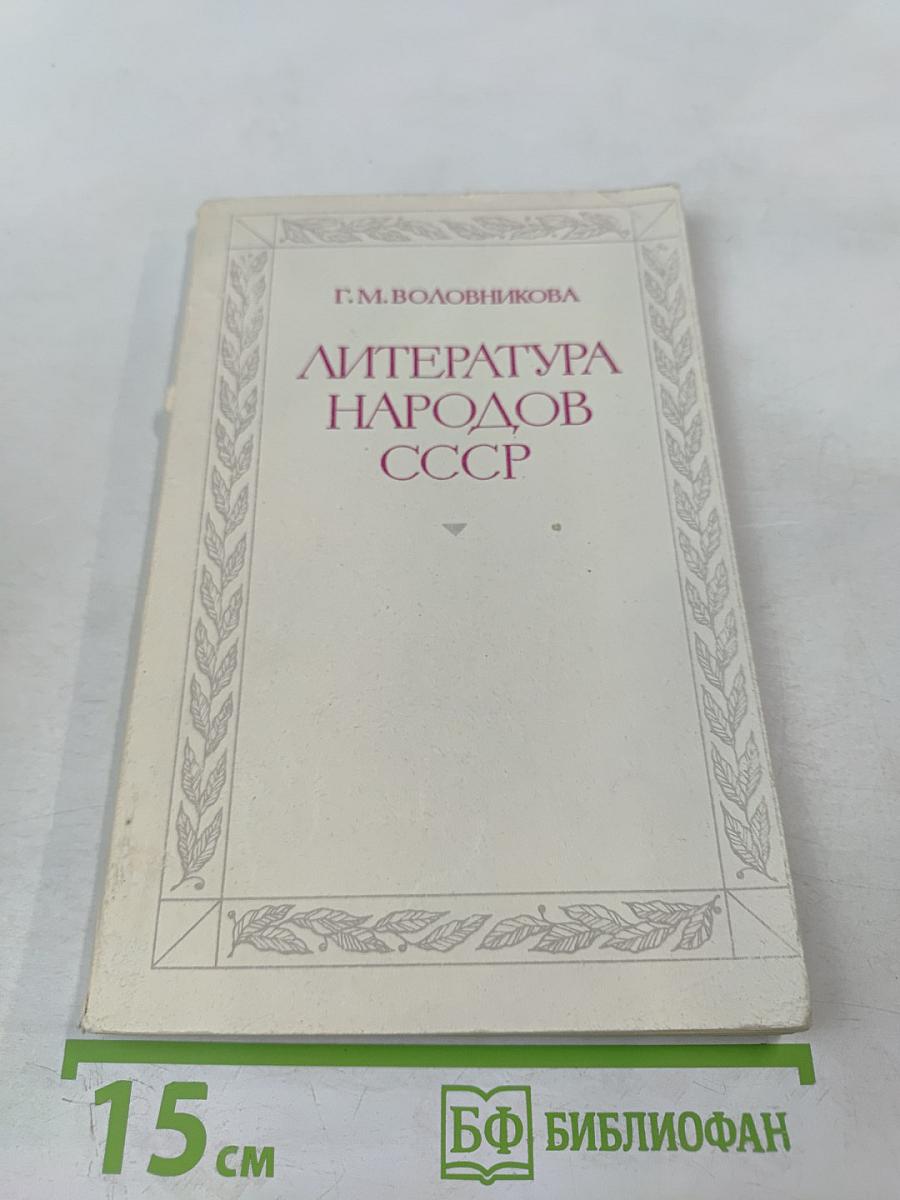 Г.М.ВОЛОВНИКОВА
ЛИТЕРАТУРА
НАРОДОВ
СССР
15 см
БФ БИБЛИОФАН